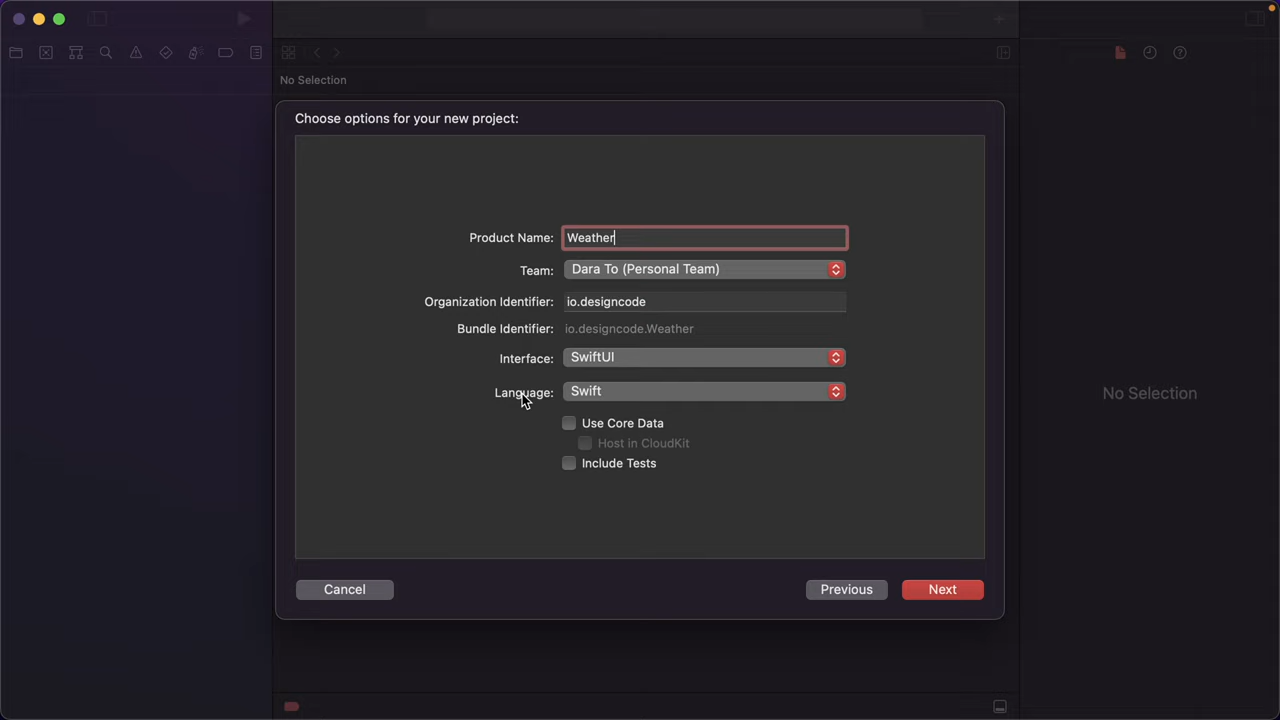 No Selection
Choose options for your new project:
Product Name: Weather
Team: Dara To (Personal Team)
Organization Identifier: io.designcode
Bundle Identifier: io.designcode.Weather
Interface: SwiftUI
Language: Swift
No Selection
Use Core Data
Host in CloudKit
Include Tests
Cancel
Previous
Next